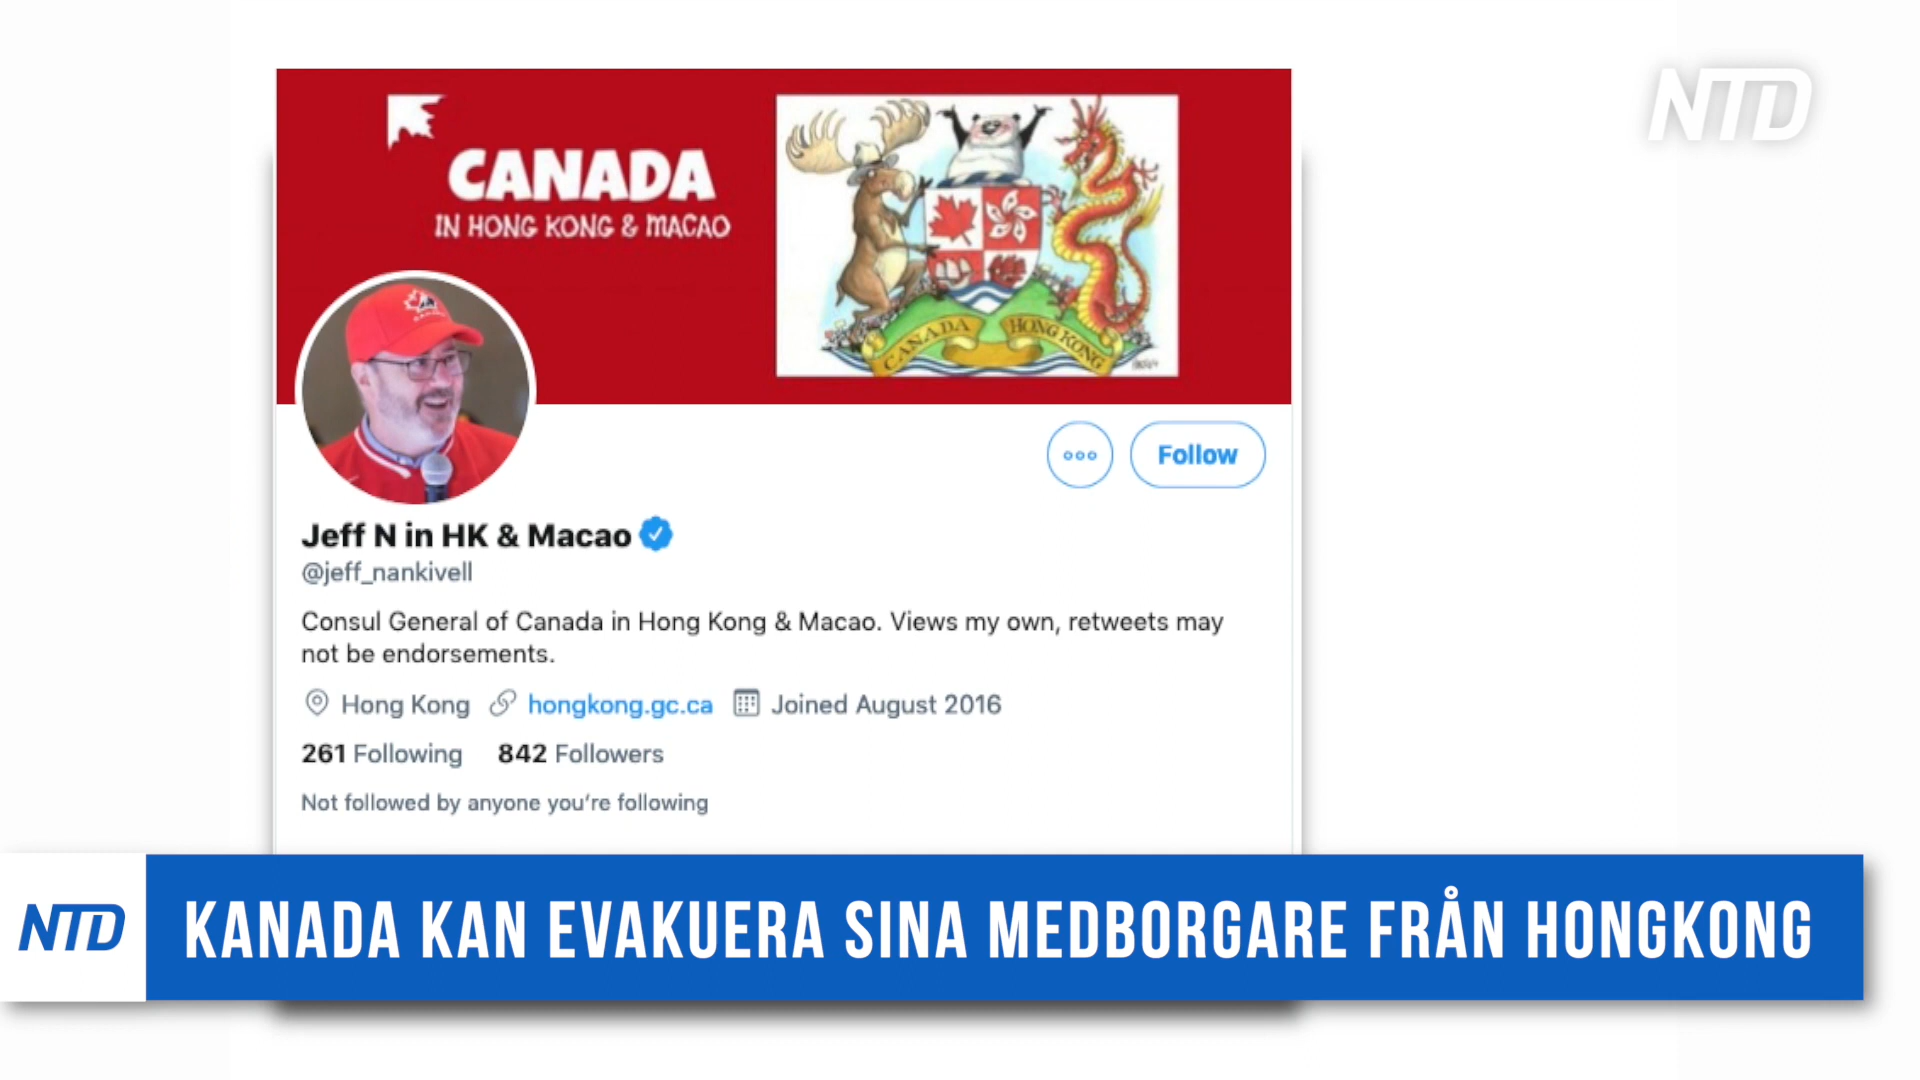 NTD
CANADA
IN HONG KONG & MACAO
CANADA
HONG KONG
Follow
Jeff N in HK & Macao
@jeff_nankivell
Consul General of Canada in Hong Kong & Macao. Views my own, retweets may
not be endorsements.
Hong Kong hongkong.gc.ca Joined August 2016
261 Following 842 Followers
Not followed by anyone you're following
NTD
KANADA KAN EVAKUERA SINA MEDBORGARE FRÅN HONGKONG